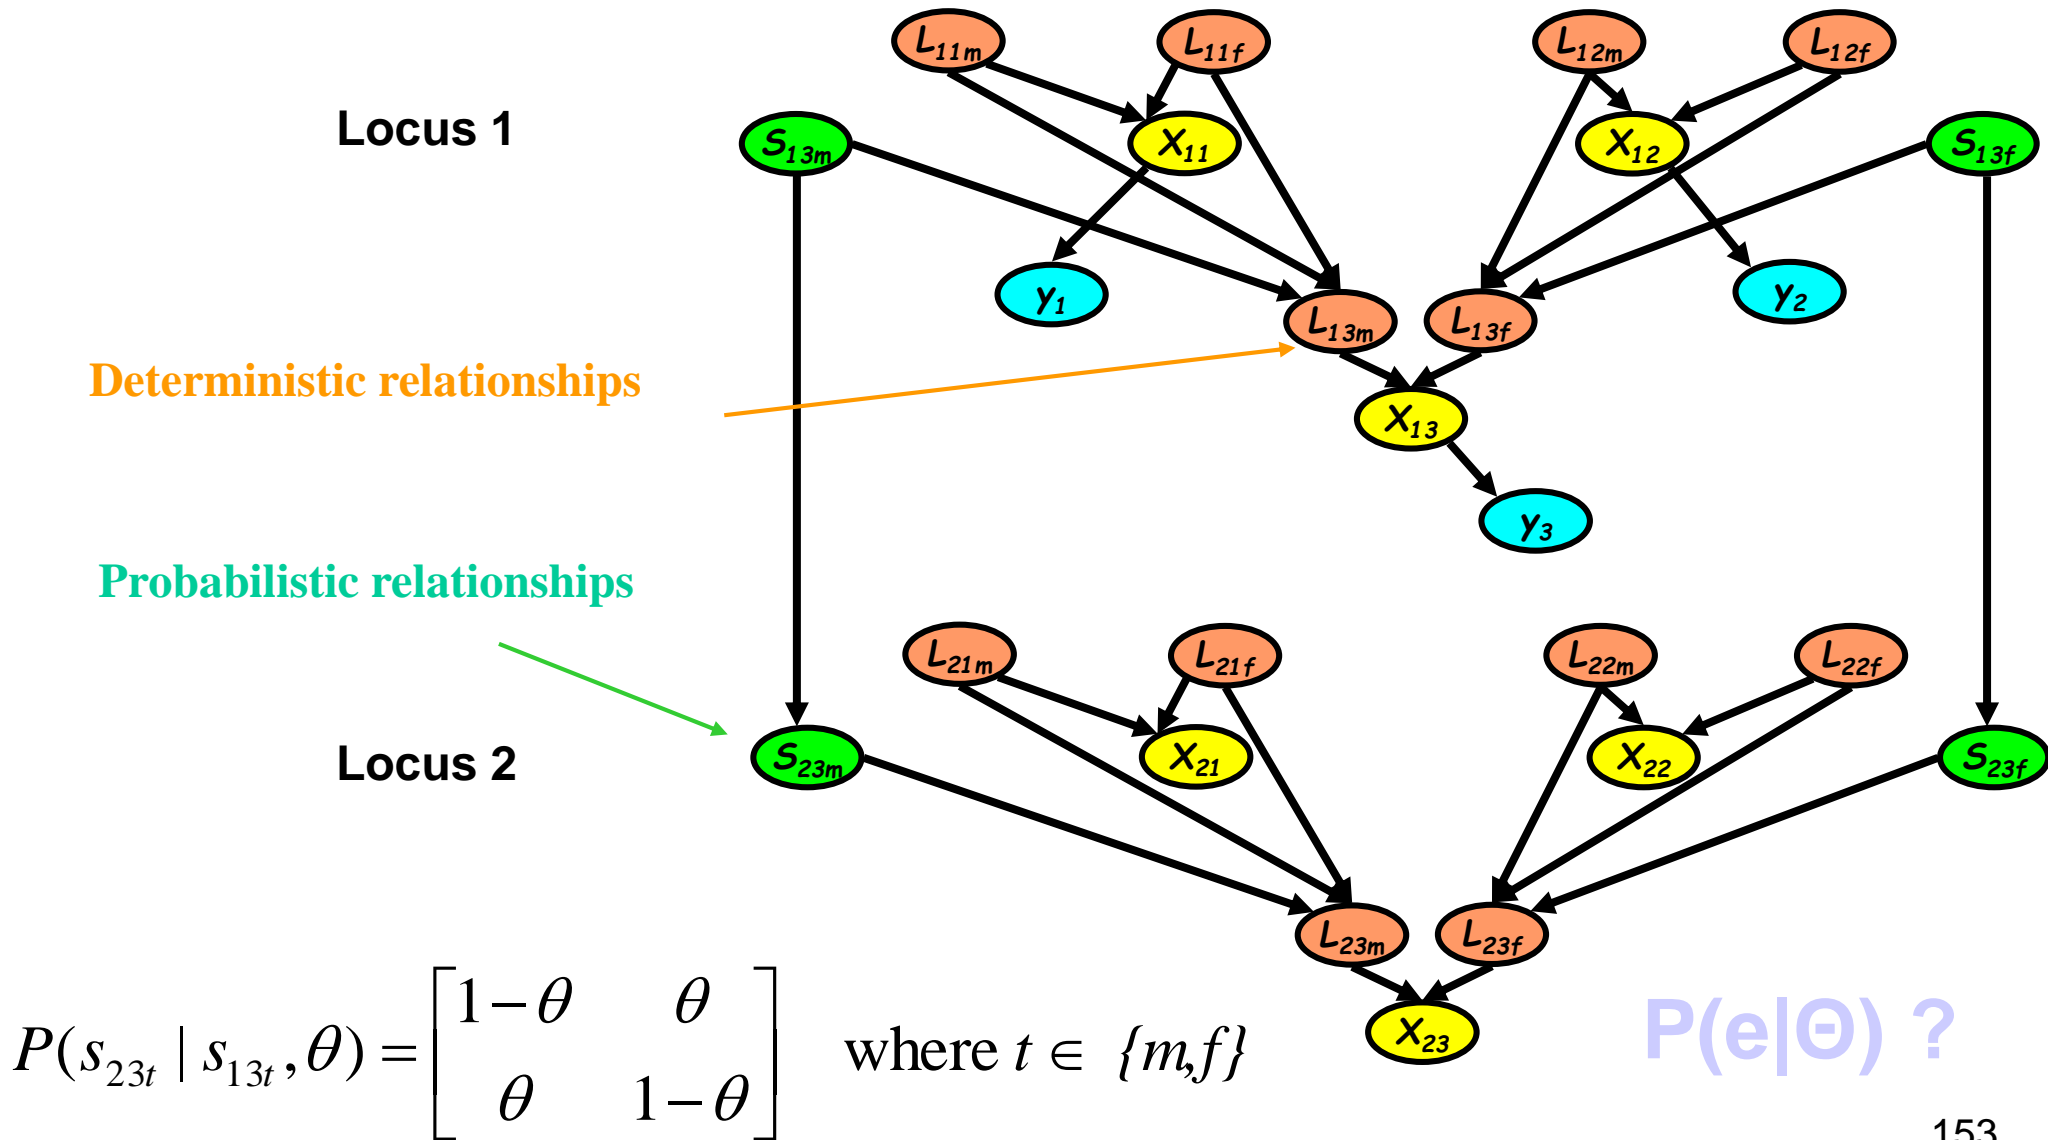 L₁₁ₘ L₁₁f L₁₂ₘ L₁₂f
Locus 1
S₁₃ₘ X₁₁ X₁₂ S₁₃f
y₁ y₂
L₁₃ₘ L₁₃f
Deterministic relationships
X₁₃
y₃
Probabilistic relationships
L₂₁ₘ L₂₁f L₂₂ₘ L₂₂f
Locus 2
S₂₃ₘ X₂₁ X₂₂ S₂₃f
L₂₃ₘ L₂₃f
X₂₃
P(s₂₃ₜ | s₁₃ₜ, θ) = [1−θ θ
θ 1−θ] where t ∈ {m,f}
P(e|Θ) ?
153